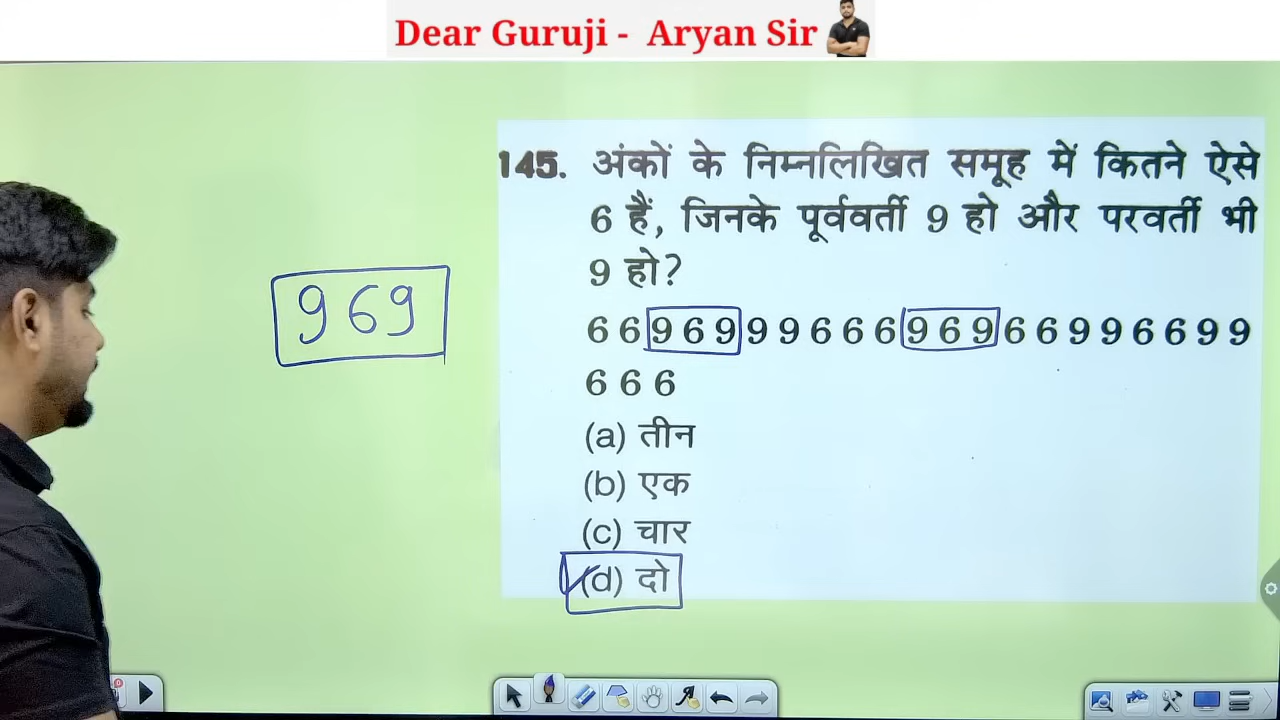 Dear Guruji - Aryan Sir
145. अंकों के निम्नलिखित समूह में कितने ऐसे
6 हैं, जिनके पूर्ववर्ती 9 हो और परवर्ती भी
9 हो?
969
6 6 9 6 9 9 9 6 6 6 9 6 9 6 6 9 9 6 6 9 9
6 6 6
(a) तीन
(b) एक
(c) चार
(d) दो